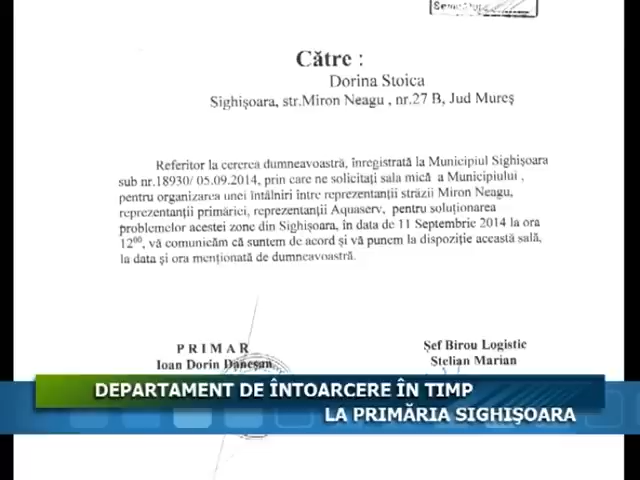 Către :
Dorina Stoica
Sighişoara, str.Miron Neagu , nr.27 B, Jud Mureş
Referitor la cererea dumneavoastră, înregistrată la Municipiul Sighişoara
sub nr.18930/ 05.09.2014, prin care ne solicitaţi sala mică a Municipiului ,
pentru organizarea unei întâlniri între reprezentanţii străzii Miron Neagu,
reprezentanţii primăriei, reprezentanţii Aquaserv, pentru soluţionarea
problemelor acestei zone din Sighişoara, în data de 11 Septembrie 2014 la ora
12⁰⁰, vă comunicăm că suntem de acord şi vă punem la dispoziţie această sală,
la data şi ora menţionată de dumneavoastră.
PRIMAR
Ioan Dorin Dăneşan
Şef Birou Logistic
Stelian Marian
DEPARTAMENT DE ÎNTOARCERE ÎN TIMP
LA PRIMĂRIA SIGHIŞOARA